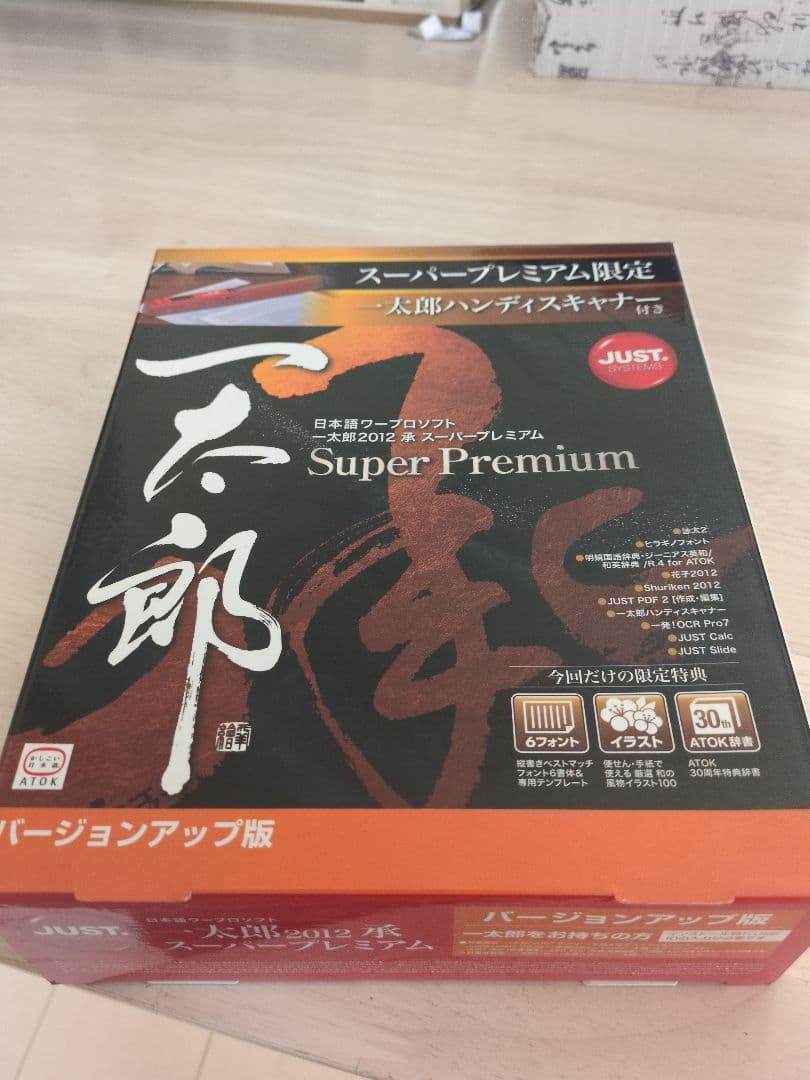 スーパープレミアム限定
一太郎ハンディスキャナー付き
JUST.
SYSTEMS
一太郎
日本語ワープロソフト
一太郎2012 承 スーパープレミアム
Super Premium
承
●詠太2
●ヒラギノフォント
●明鏡国語辞典・ジーニアス英和/
和英辞典 /R.4 for ATOK
●花子2012
●Shuriken 2012
●JUST PDF 2 [作成・編集]
●一太郎ハンディスキャナー
●一発!OCR Pro7
●JUST Calc
●JUST Slide
今回だけの限定特典
6フォント
縦書きベストマッチ
フォント6書体&
専用テンプレート
イラスト
便せん・手紙で
使える 厳選 和の
風物イラスト100
30th
ATOK辞書
ATOK
30周年特典辞書
かしこい
日本語
ATOK
バージョンアップ版
JUST.
日本語ワープロソフト
一太郎2012 承
スーパープレミアム
バージョンアップ版
一太郎をお持ちの方